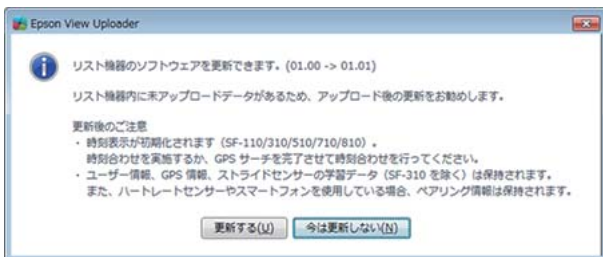 Epson View Uploader
リスト機器のソフトウェアを更新できます。(01.00 -> 01.01)
リスト機器内に未アップロードデータがあるため、アップロード後の更新をお勧めします。
更新後のご注意
・ 時刻表示が初期化されます（SF-110/310/510/710/810）。
時刻合わせを実施するか、GPS サーチを完了させて時刻合わせを行ってください。
・ ユーザー情報、GPS 情報、ストライドセンサーの学習データ（SF-310 を除く）は保持されます。
また、ハートレートセンサーやスマートフォンを使用している場合、ペアリング情報は保持されます。
更新する(U) 今は更新しない(N)